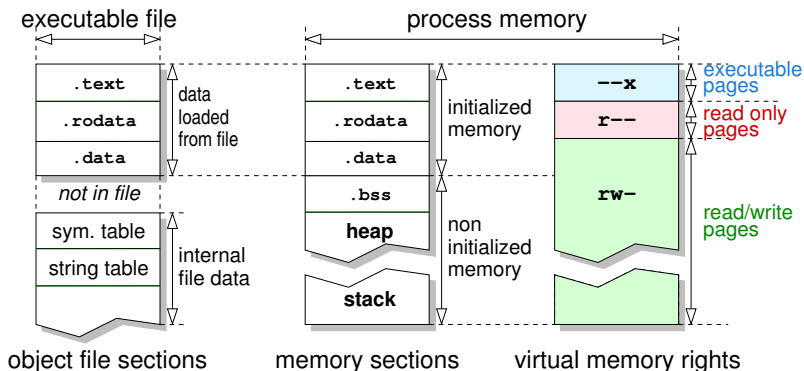 executable file
process memory
.text
.rodata
.data
data
loaded
from file
not in file
sym. table
string table
internal
file data
.text
.rodata
.data
.bss
heap
stack
initialized
memory
non
initialized
memory
--x
r--
rw-
executable
pages
read only
pages
read/write
pages
object file sections
memory sections
virtual memory rights